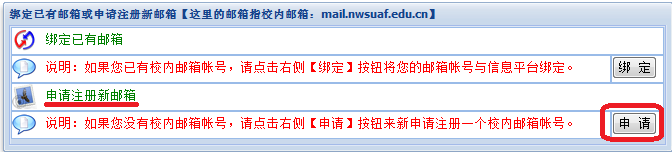 绑定已有邮箱或申请注册新邮箱【这里的邮箱指校内邮箱：mail.nwsuaf.edu.cn】
绑定已有邮箱
说明：如果您已有校内邮箱帐号，请点击右侧【绑定】按钮将您的邮箱帐号与信息平台绑定。 绑 定
申请注册新邮箱
说明：如果您没有校内邮箱帐号，请点击右侧【申请】按钮来新申请注册一个校内邮箱帐号。 申 请